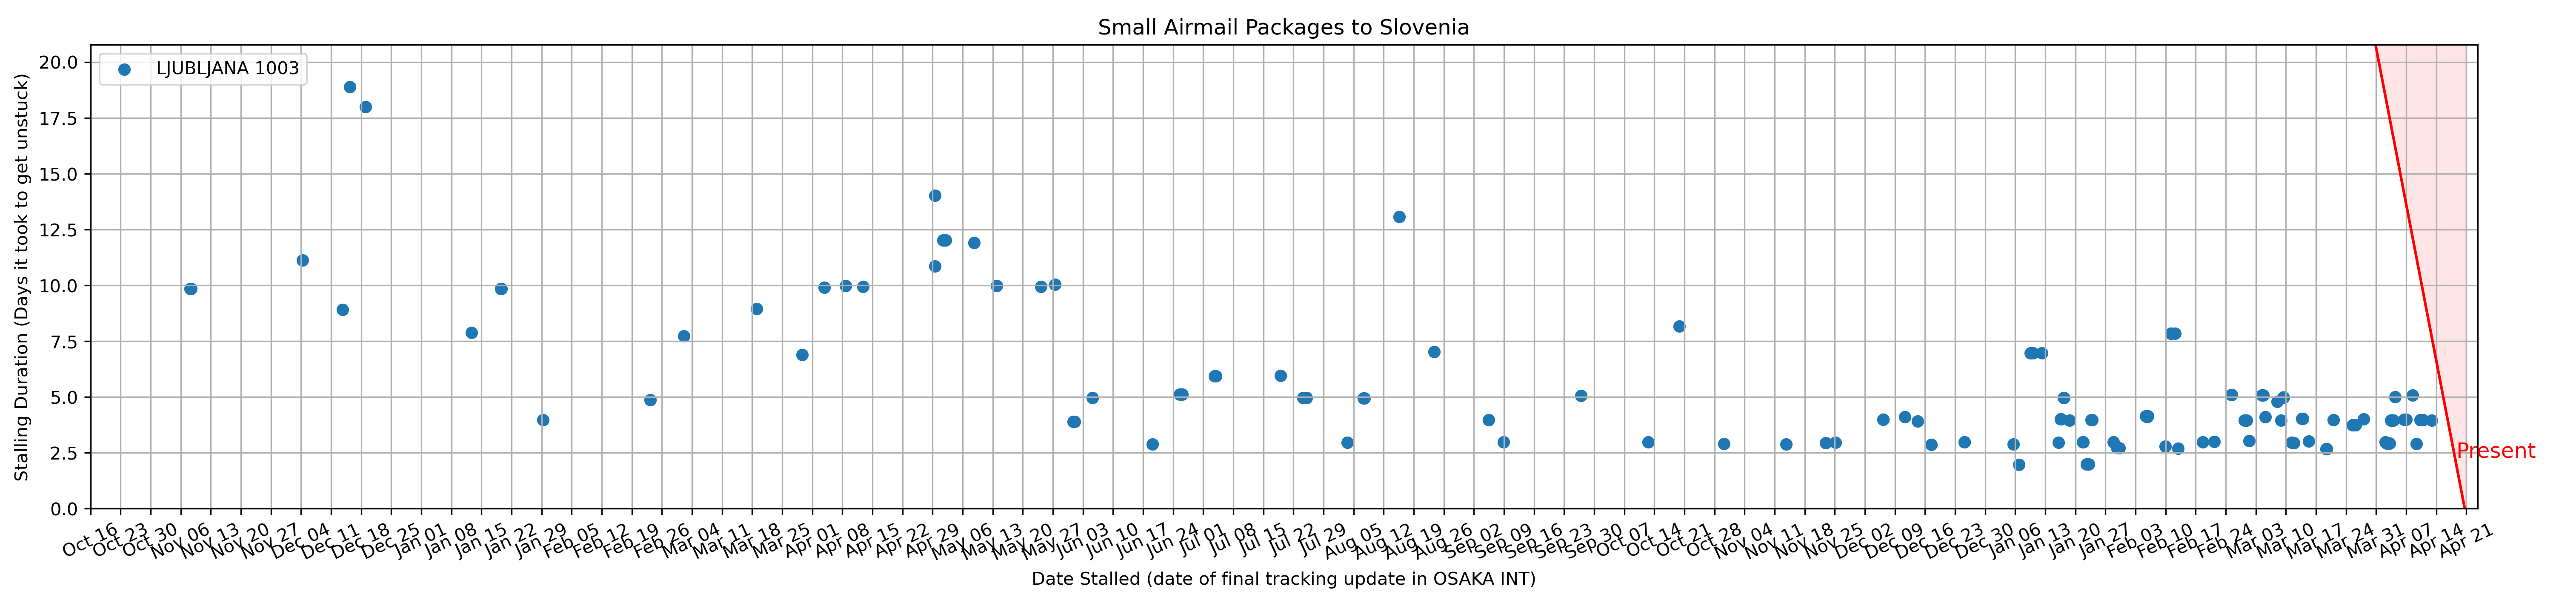 Small Airmail Packages to Slovenia
LJUBLJANA 1003
Stalling Duration (Days it took to get unstuck)
20.0
17.5
15.0
12.5
10.0
7.5
5.0
2.5
0.0
Present
Oct 16 Oct 23 Oct 30 Nov 06 Nov 13 Nov 20 Nov 27 Dec 04 Dec 11 Dec 18 Dec 25 Jan 01 Jan 08 Jan 15 Jan 22 Jan 29 Feb 05 Feb 12 Feb 19 Feb 26 Mar 04 Mar 11 Mar 18 Mar 25 Apr 01 Apr 08 Apr 15 Apr 22 Apr 29 May 06 May 13 May 20 May 27 Jun 03 Jun 10 Jun 17 Jun 24 Jul 01 Jul 08 Jul 15 Jul 22 Jul 29 Aug 05 Aug 12 Aug 19 Aug 26 Sep 02 Sep 09 Sep 16 Sep 23 Sep 30 Oct 07 Oct 14 Oct 21 Oct 28 Nov 04 Nov 11 Nov 18 Nov 25 Dec 02 Dec 09 Dec 16 Dec 23 Dec 30 Jan 06 Jan 13 Jan 20 Jan 27 Feb 03 Feb 10 Feb 17 Feb 24 Mar 03 Mar 10 Mar 17 Mar 24 Mar 31 Apr 07 Apr 14 Apr 21
Date Stalled (date of final tracking update in OSAKA INT)